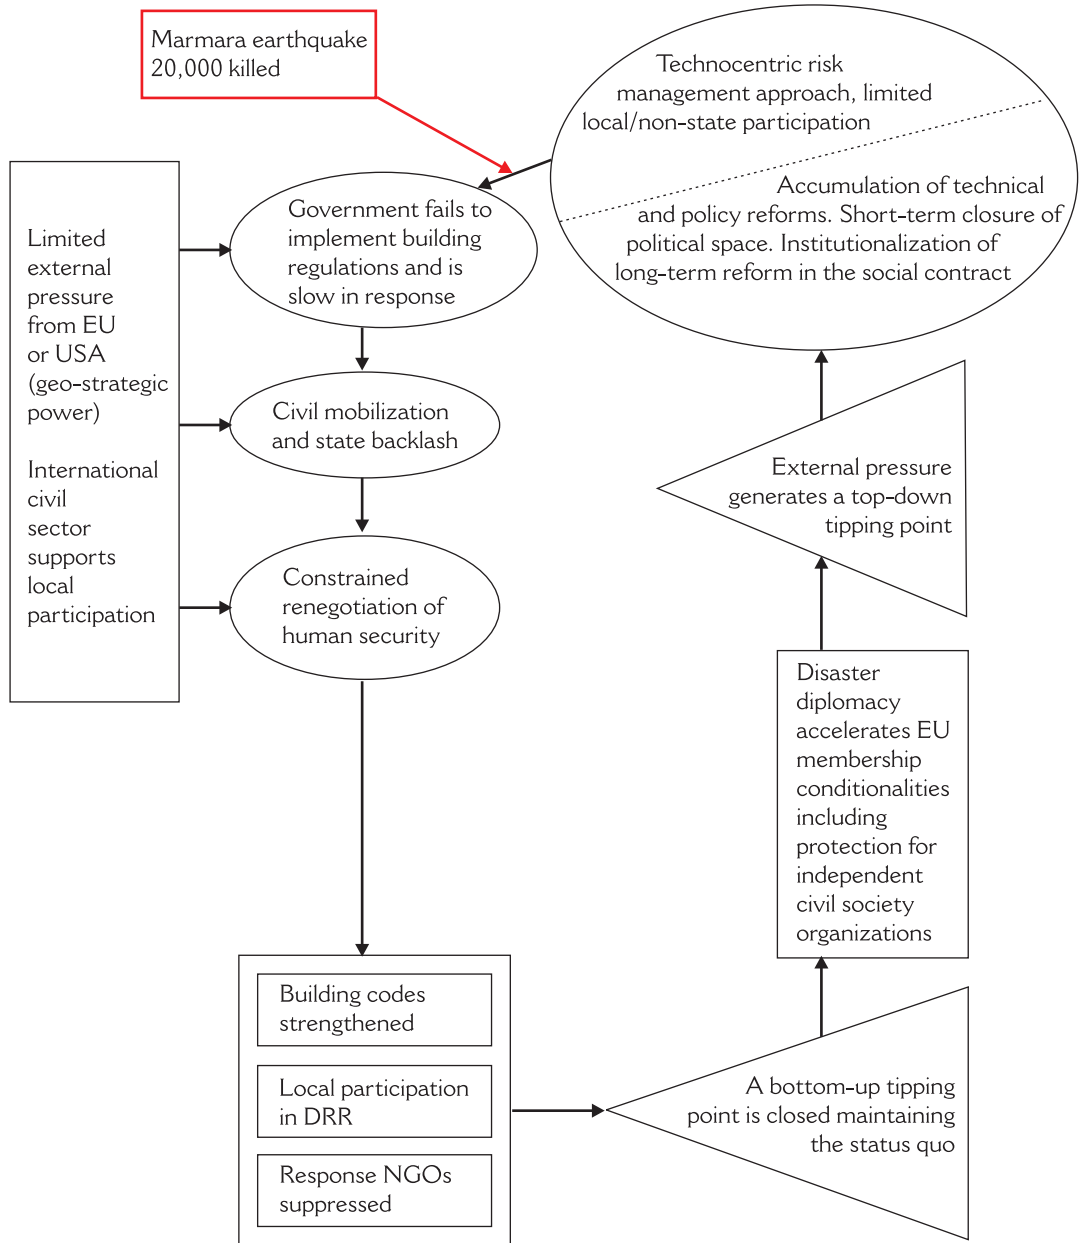 Marmara earthquake
20,000 killed
Technocentric risk
management approach, limited
local/non-state participation
Accumulation of technical
and policy reforms. Short-term closure of
political space. Institutionalization of
long-term reform in the social contract
Limited
external
pressure
from EU
or USA
(geo-strategic
power)
International
civil
sector
supports
local
participation
Government fails to
implement building
regulations and is
slow in response
Civil mobilization
and state backlash
Constrained
renegotiation of
human security
Building codes
strengthened
Local participation
in DRR
Response NGOs
suppressed
A bottom-up tipping
point is closed maintaining
the status quo
Disaster
diplomacy
accelerates EU
membership
conditionalities
including
protection for
independent
civil society
organizations
External pressure
generates a top-down
tipping point